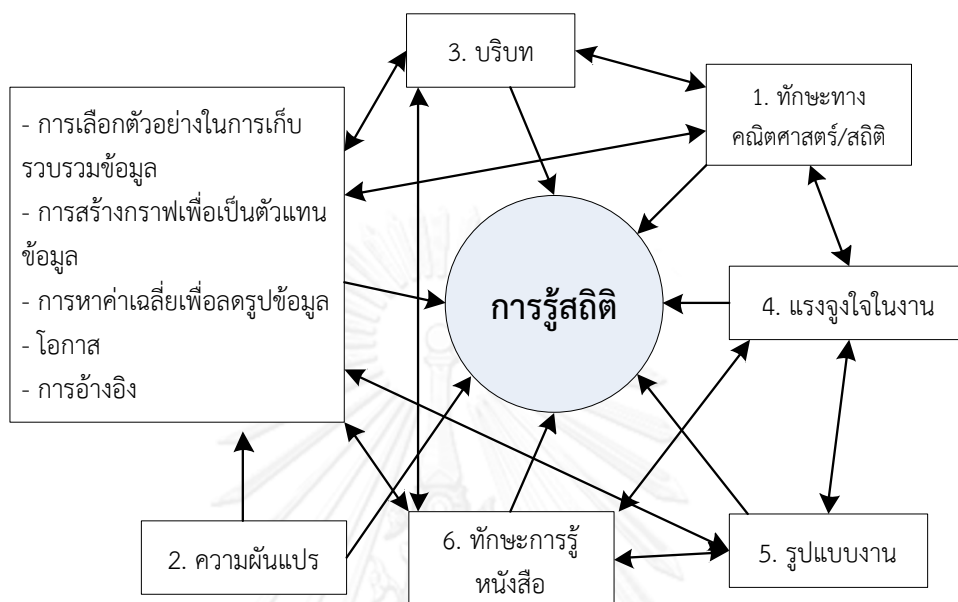 3. บริบท
1. ทักษะทาง
คณิตศาสตร์/สถิติ
- การเลือกตัวอย่างในการเก็บ
รวบรวมข้อมูล
- การสร้างกราฟเพื่อเป็นตัวแทน
ข้อมูล
- การหาค่าเฉลี่ยเพื่อลดรูปข้อมูล
- โอกาส
- การอ้างอิง
การรู้สถิติ
4. แรงจูงใจในงาน
2. ความผันแปร
6. ทักษะการรู้
หนังสือ
5. รูปแบบงาน